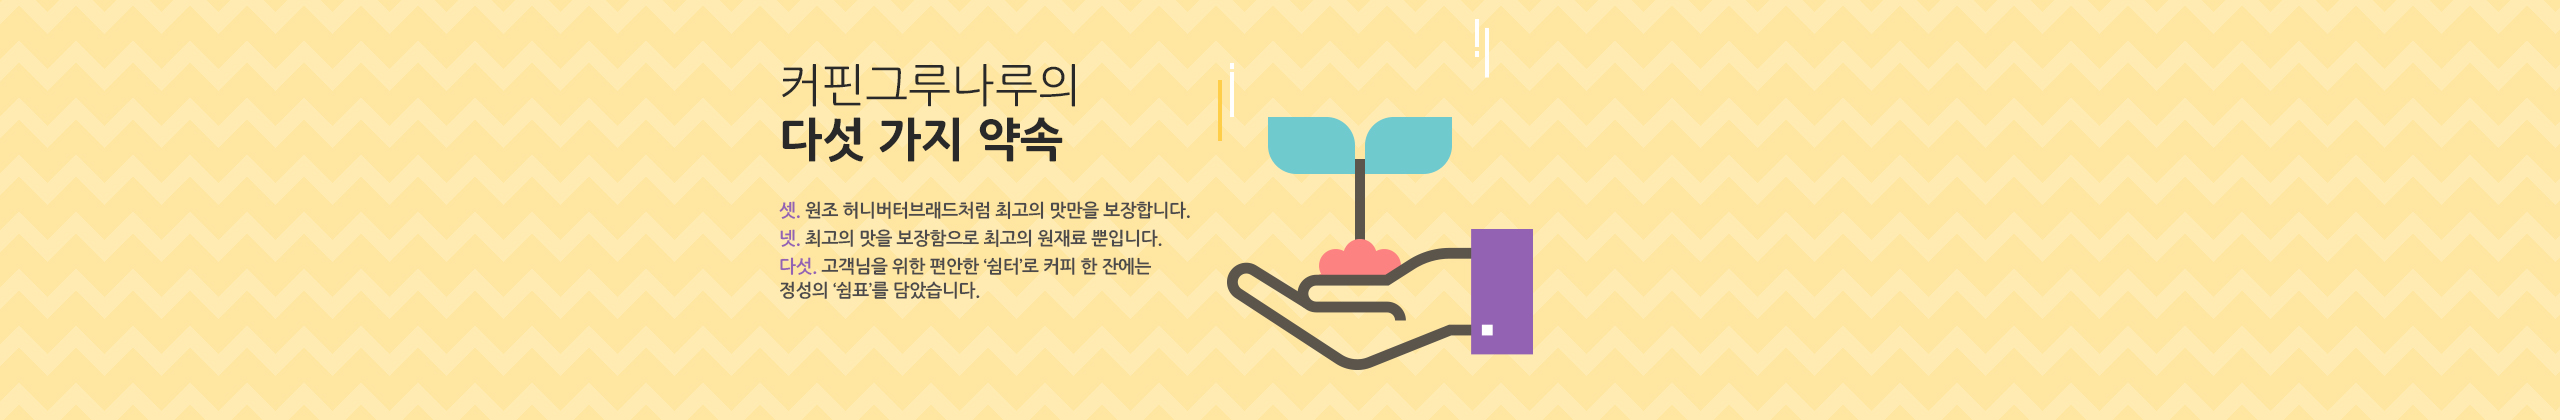 커핀그루나루의
다섯 가지 약속
셋. 원조 허니버터브래드처럼 최고의 맛만을 보장합니다.
넷. 최고의 맛을 보장함으로 최고의 원재료 뿐입니다.
다섯. 고객님을 위한 편안한 ‘쉼터’로 커피 한 잔에는
정성의 ‘쉼표’를 담았습니다.